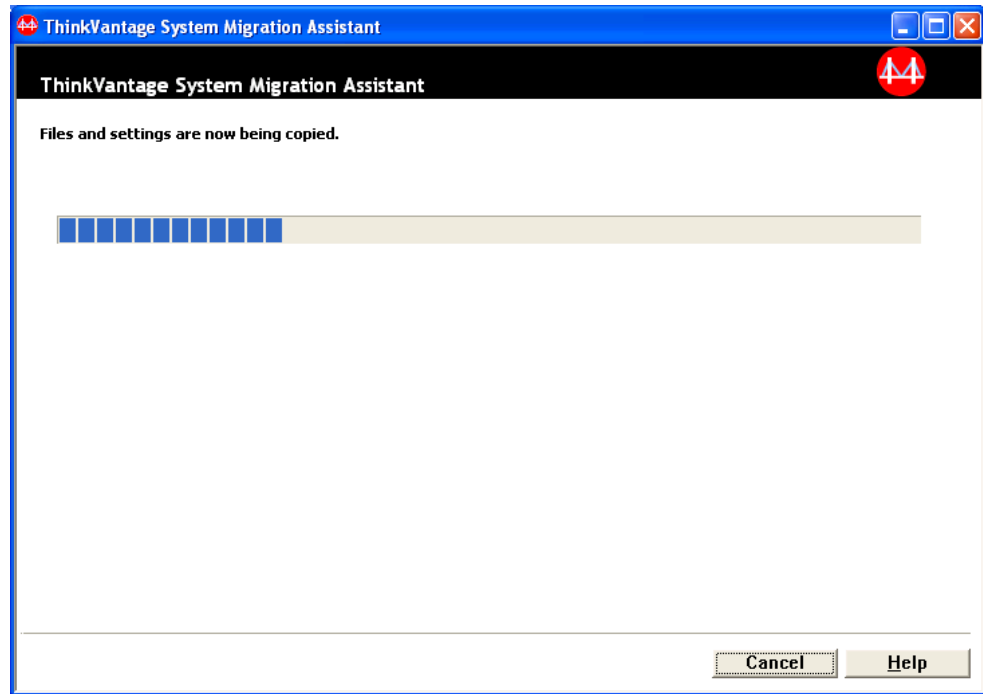 ThinkVantage System Migration Assistant
ThinkVantage System Migration Assistant
Files and settings are now being copied.
Cancel
Help